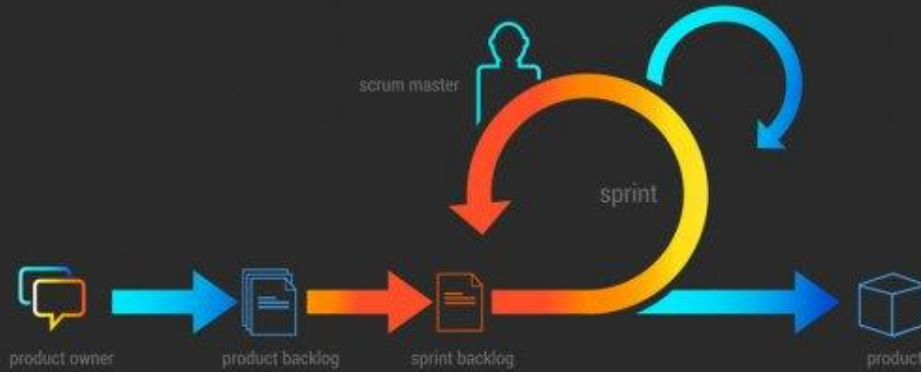 scrum master
sprint
product owner
product backlog
sprint backlog
product